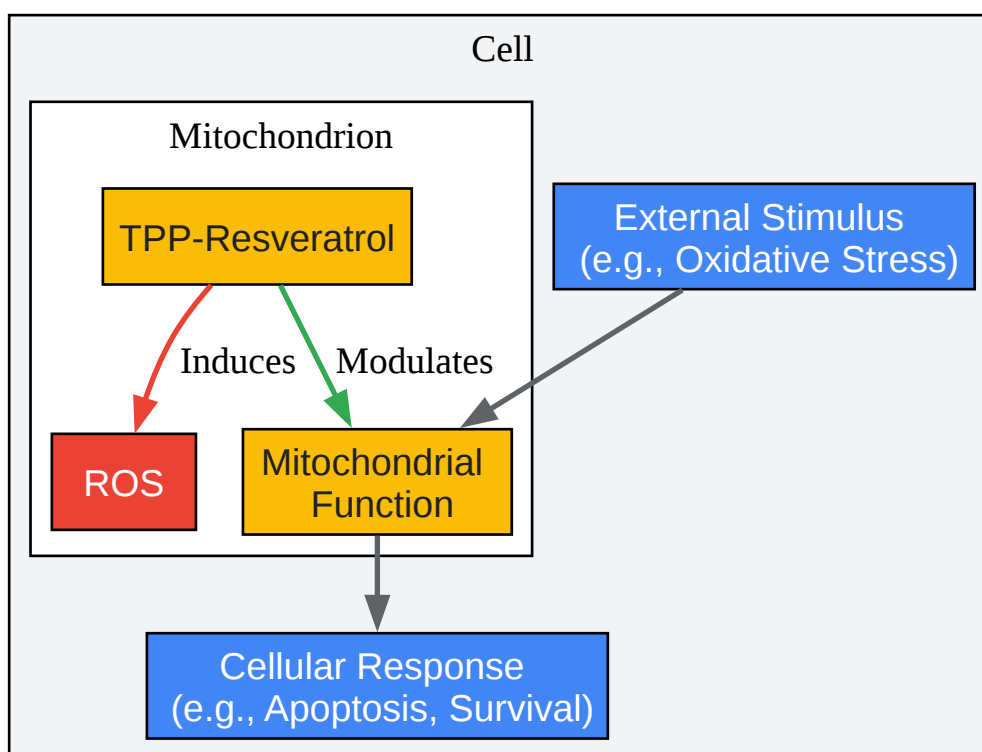 Cell
Mitochondrion
TPP-Resveratrol
External Stimulus
(e.g., Oxidative Stress)
Induces
Modulates
ROS
Mitochondrial
Function
Cellular Response
(e.g., Apoptosis, Survival)